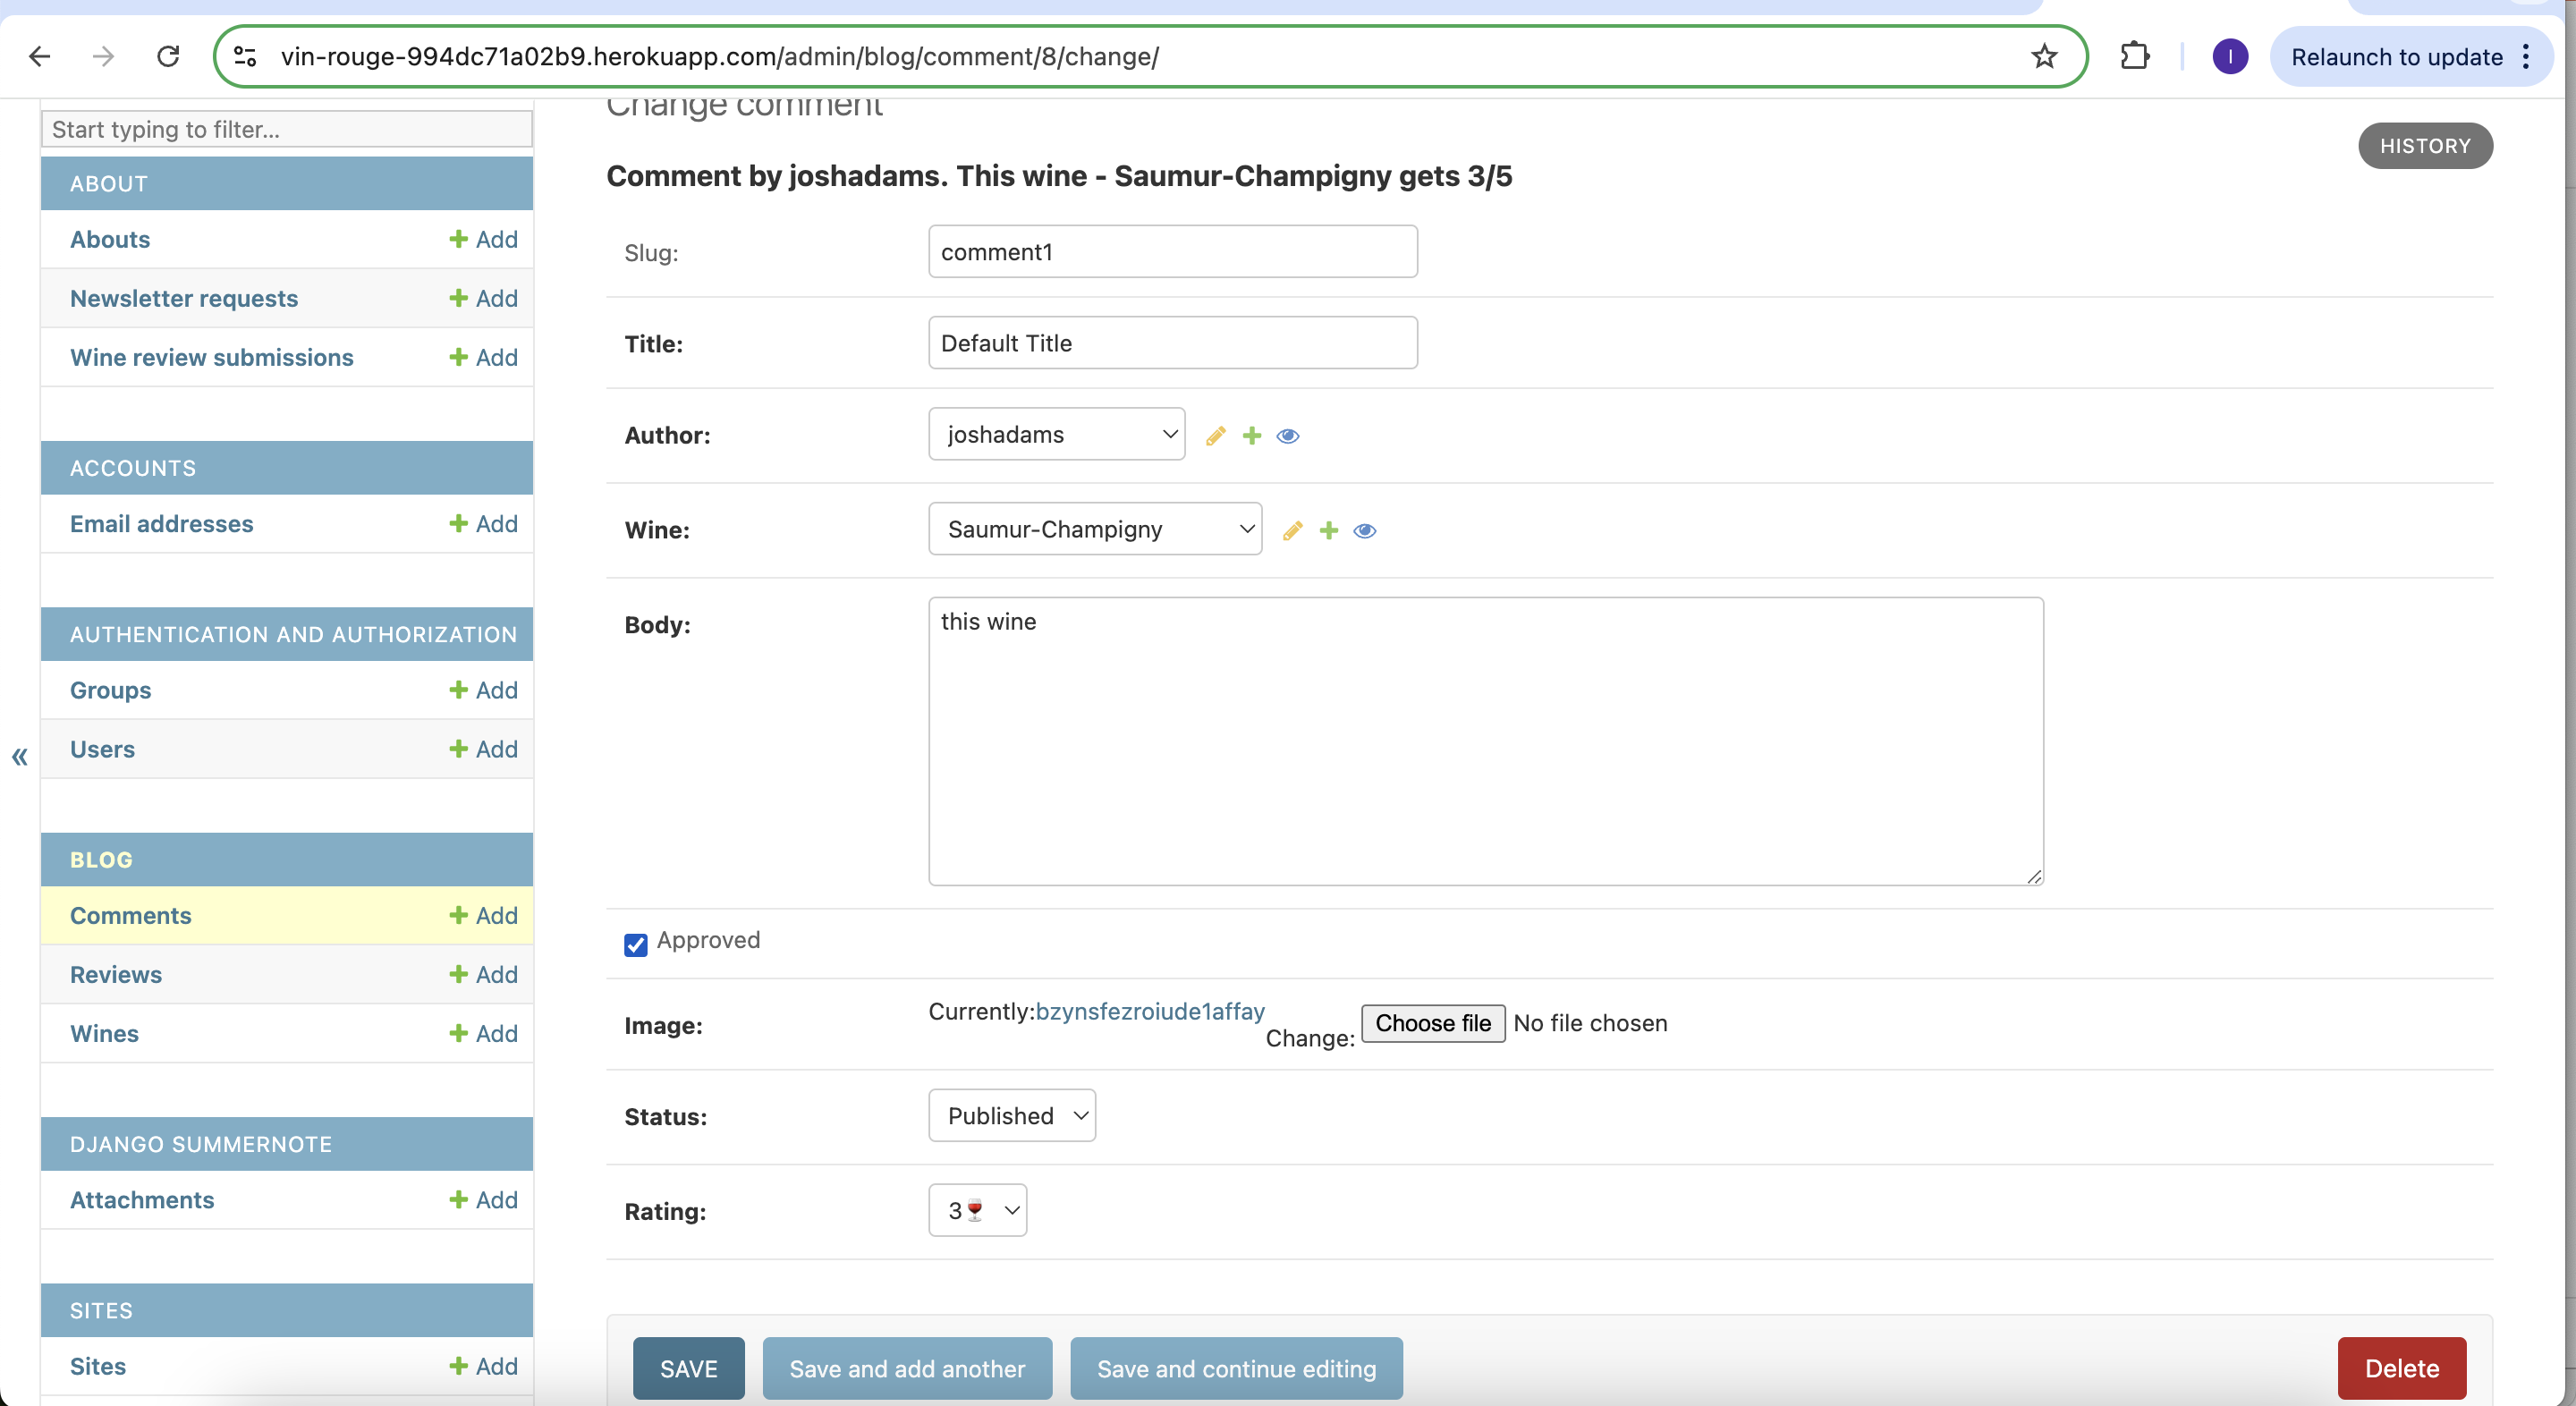 vin-rouge-994dc71a02b9.herokuapp.com/admin/blog/comment/8/change/
I
Relaunch to update
Start typing to filter...
ABOUT
Abouts Add
Newsletter requests Add
Wine review submissions Add
ACCOUNTS
Email addresses Add
AUTHENTICATION AND AUTHORIZATION
Groups Add
Users Add
«
BLOG
Comments Add
Reviews Add
Wines Add
DJANGO SUMMERNOTE
Attachments Add
SITES
Sites Add
Change comment
HISTORY
Comment by joshadams. This wine - Saumur-Champigny gets 3/5
Slug: comment1
Title: Default Title
Author: joshadams
Wine: Saumur-Champigny
Body: this wine
Approved
Image: Currently:bzynsfezroiude1affay Change: Choose file No file chosen
Status: Published
Rating: 3🍷
SAVE Save and add another Save and continue editing Delete